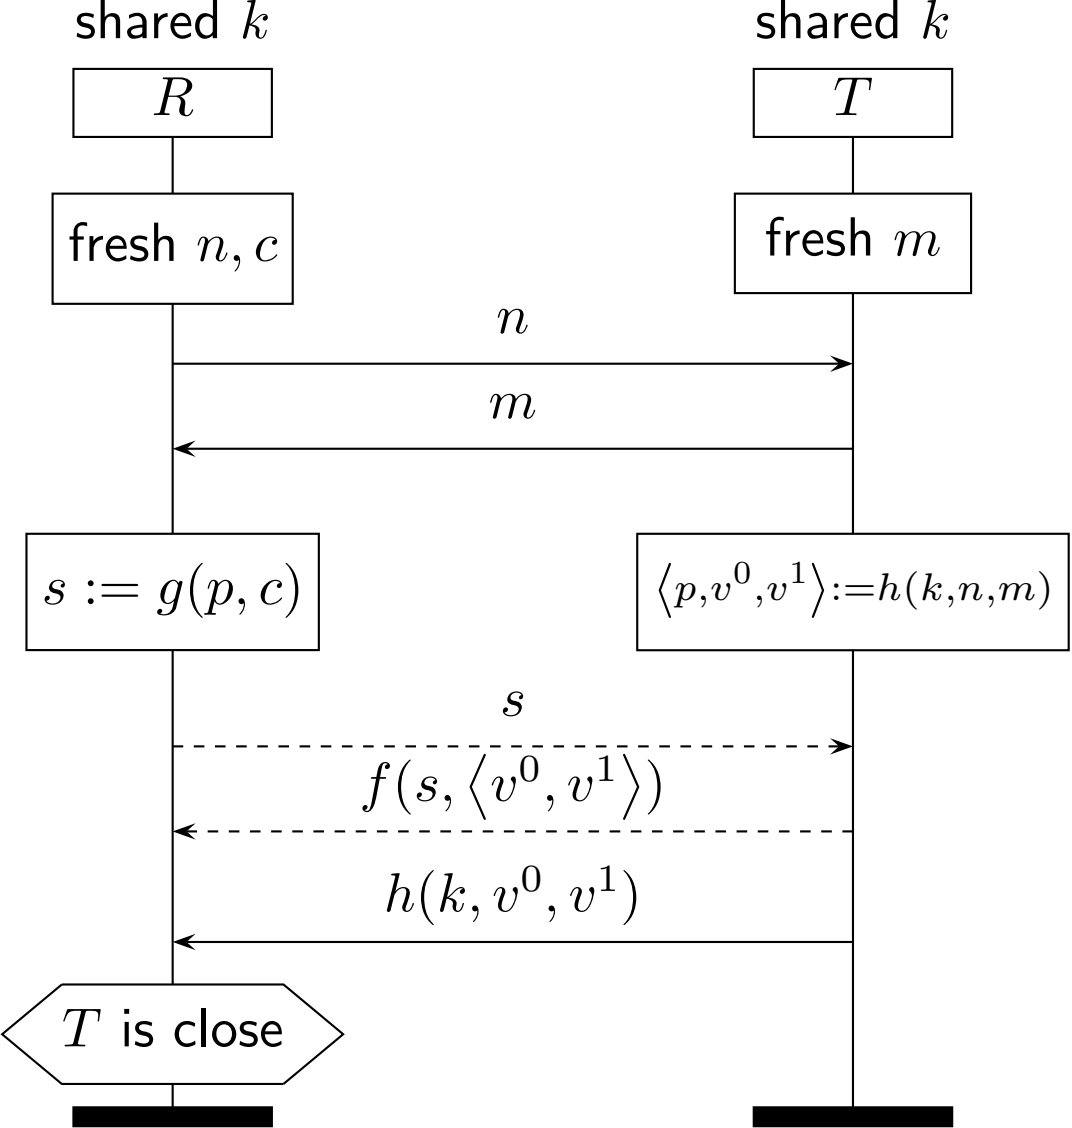 shared k shared k
R T
fresh n, c fresh m
n
m
s := g(p, c) ⟨p,v⁰,v¹⟩:=h(k,n,m)
s
f(s, ⟨v⁰, v¹⟩)
h(k, v⁰, v¹)
T is close